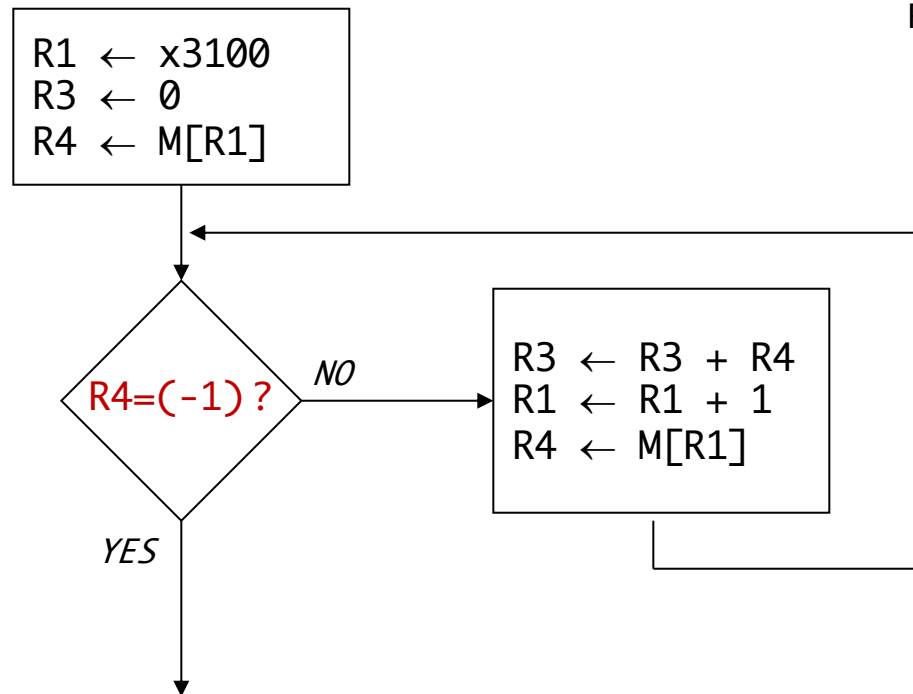 R1 ← x3100
R3 ← 0
R4 ← M[R1]
R4=(-1)?
NO
R3 ← R3 + R4
R1 ← R1 + 1
R4 ← M[R1]
YES